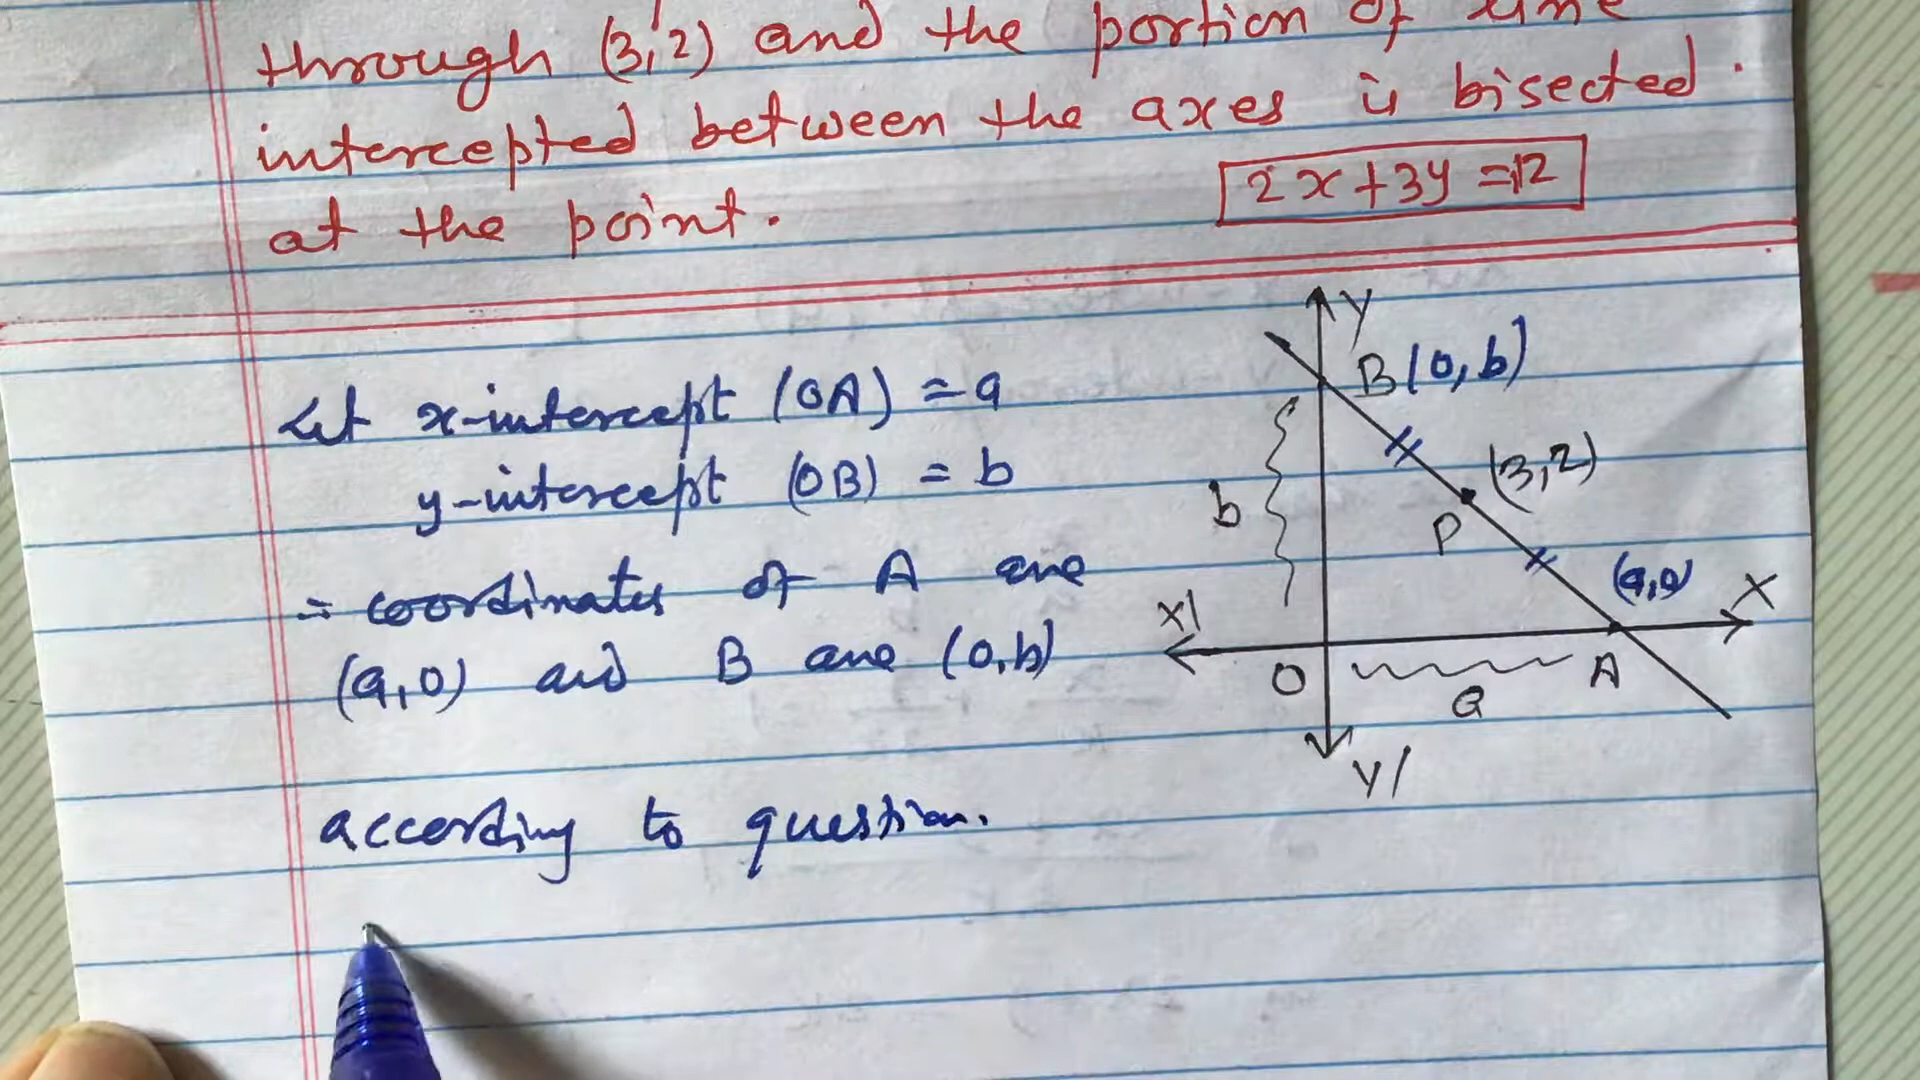 through (3,2) and the portion of line
intercepted between the axes is bisected
at the point.
2x+3y=12
Let x-intercept (OA) = a
y-intercept (OB) = b
= coordinates of A are
(a,0) and B are (0,b)
according to question.
Y
B(0,b)
(3,2)
b
P
(a,0)
X
X'
O
A
a
Y'